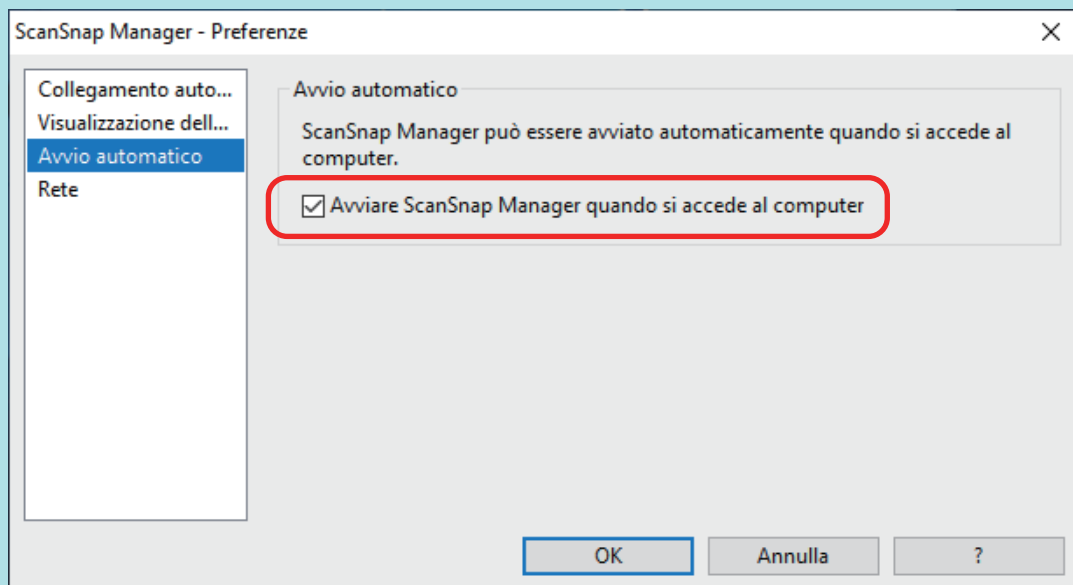 ScanSnap Manager - Preferenze
Collegamento auto...
Visualizzazione dell...
Avvio automatico
Rete
Avvio automatico
ScanSnap Manager può essere avviato automaticamente quando si accede al
computer.
Avviare ScanSnap Manager quando si accede al computer
OK
Annulla
?